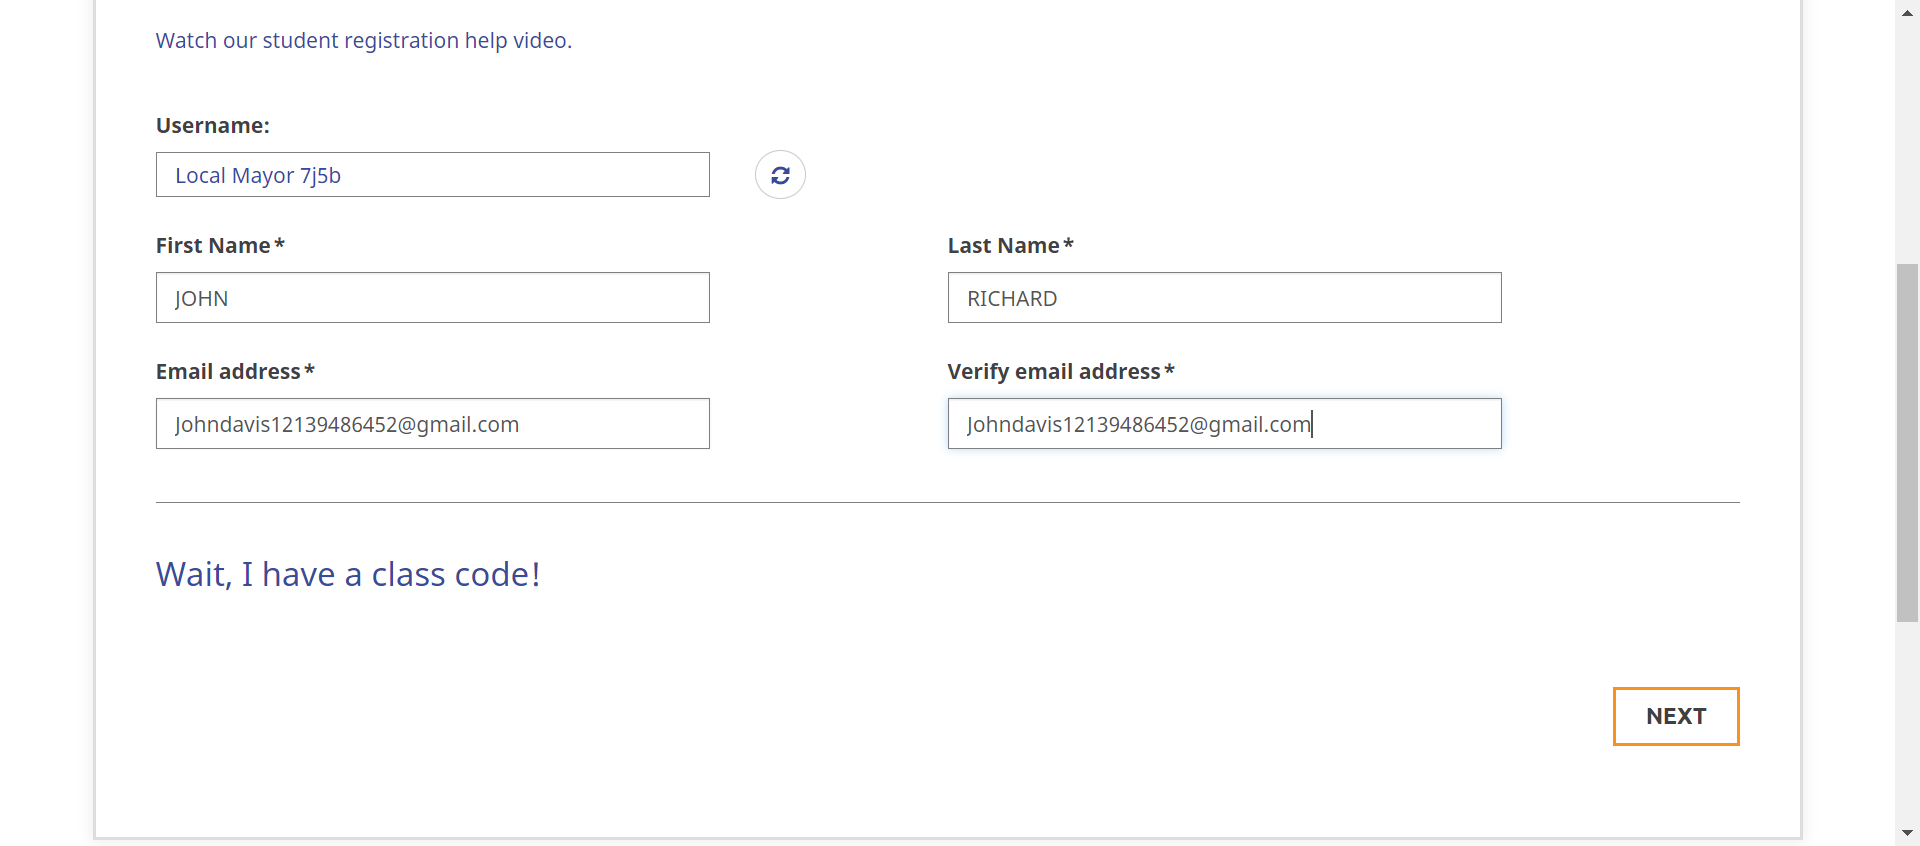 Watch our student registration help video.
Username:
Local Mayor 7j5b
First Name*
Last Name*
JOHN
RICHARD
Email address*
Verify email address*
Johndavis12139486452@gmail.com
Johndavis12139486452@gmail.com
Wait, I have a class code!
NEXT